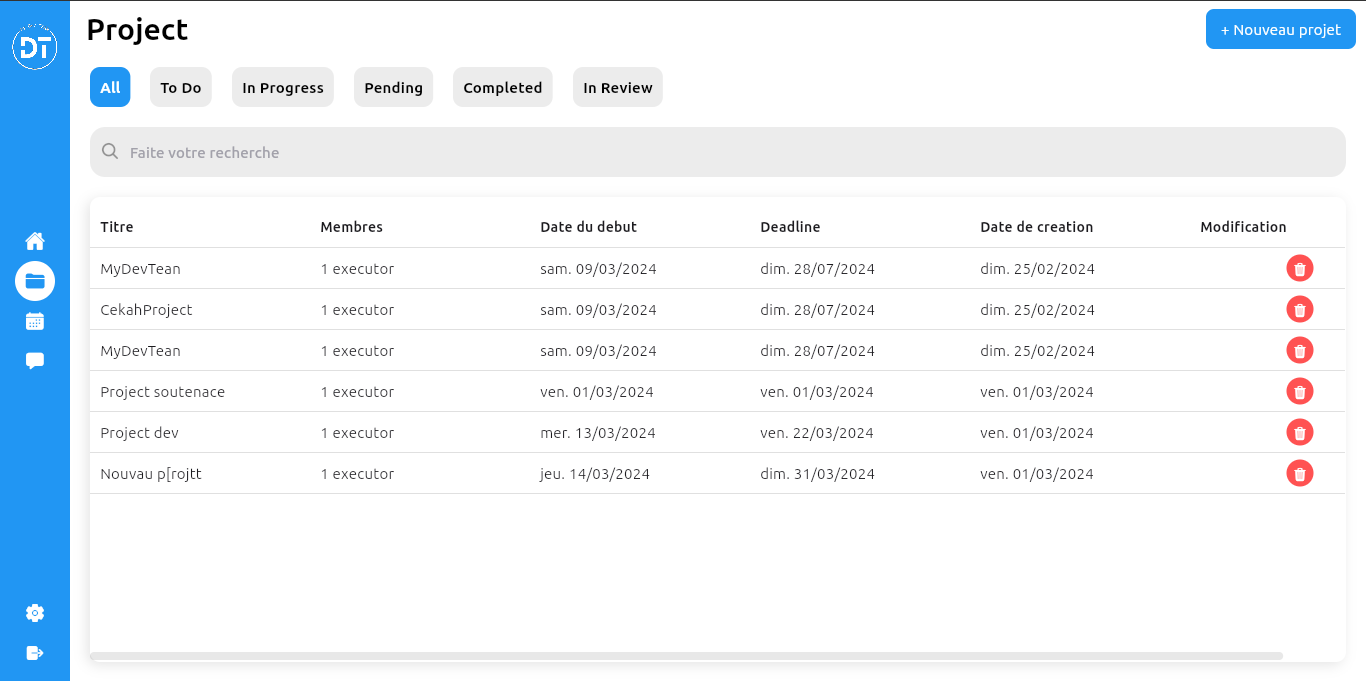 DT
Project
+ Nouveau projet
All To Do In Progress Pending Completed In Review
Faite votre recherche
Titre Membres Date du debut Deadline Date de creation Modification
MyDevTean 1 executor sam. 09/03/2024 dim. 28/07/2024 dim. 25/02/2024
CekahProject 1 executor sam. 09/03/2024 dim. 28/07/2024 dim. 25/02/2024
MyDevTean 1 executor sam. 09/03/2024 dim. 28/07/2024 dim. 25/02/2024
Project soutenace 1 executor ven. 01/03/2024 ven. 01/03/2024 ven. 01/03/2024
Project dev 1 executor mer. 13/03/2024 ven. 22/03/2024 ven. 01/03/2024
Nouvau p[rojtt 1 executor jeu. 14/03/2024 dim. 31/03/2024 ven. 01/03/2024